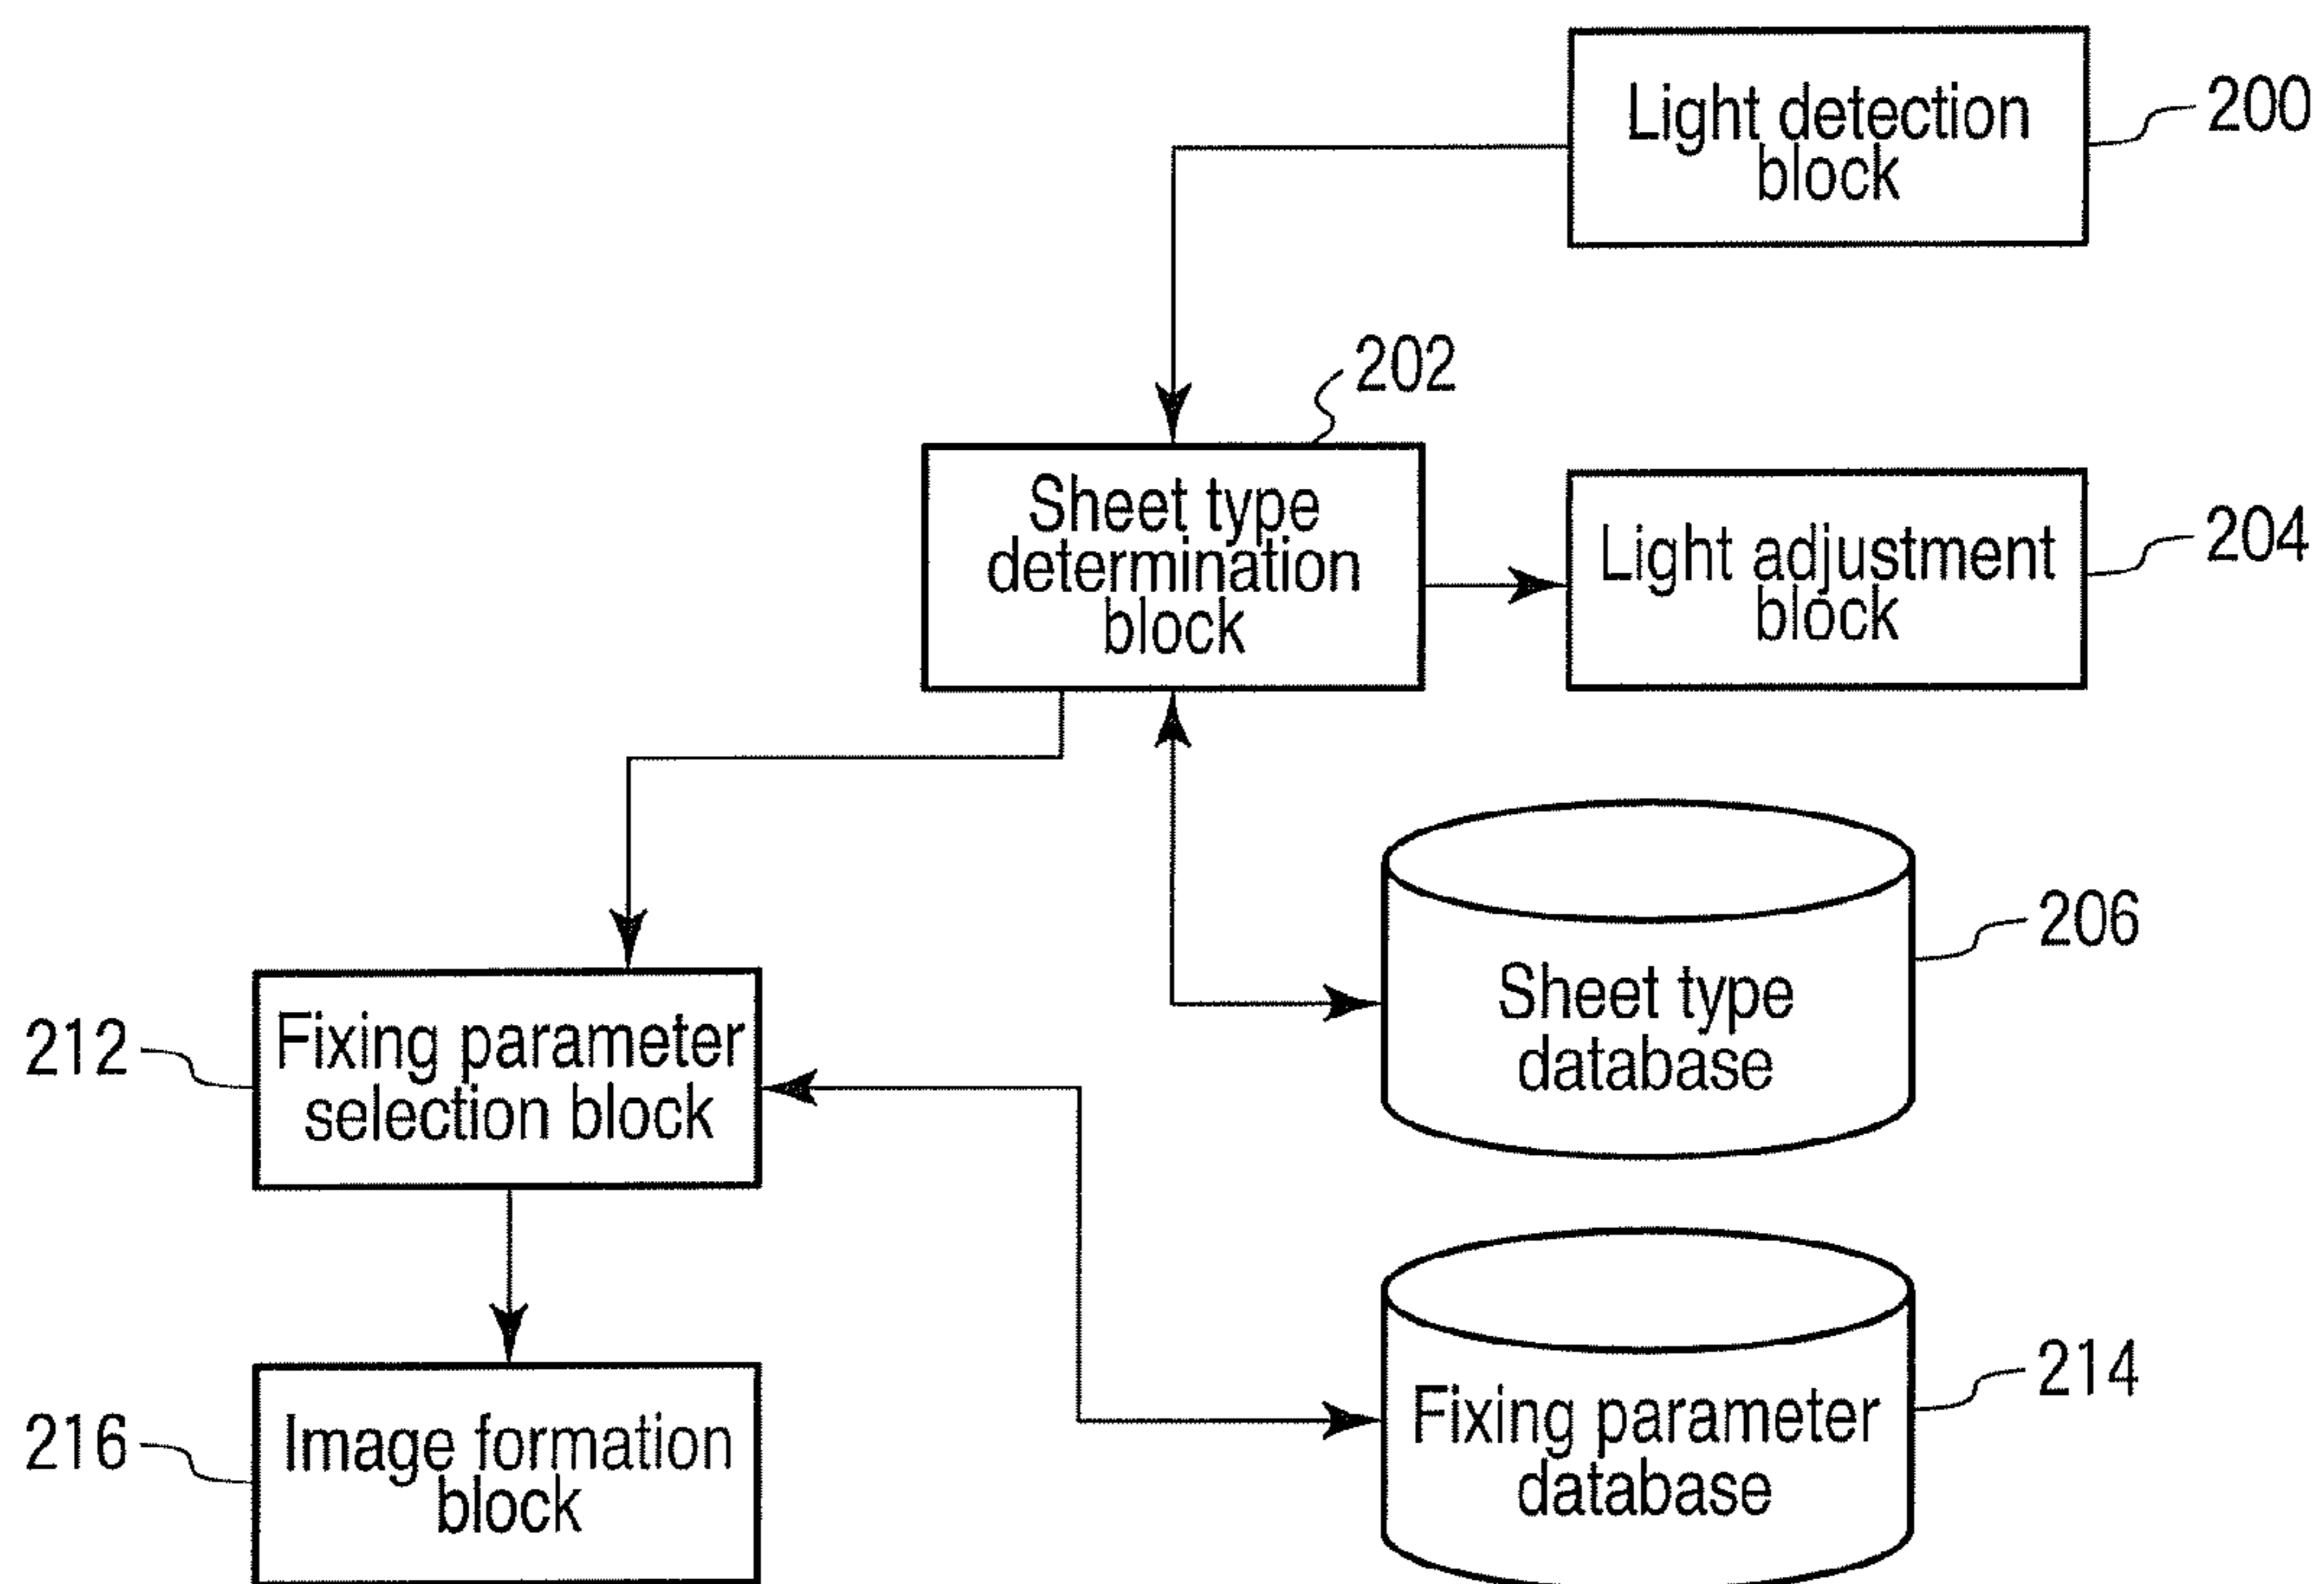 Light detection
block
200
202
Sheet type
determination
block
Light adjustment
block
204
206
Sheet type
database
212
Fixing parameter
selection block
214
Fixing parameter
database
216
Image formation
block